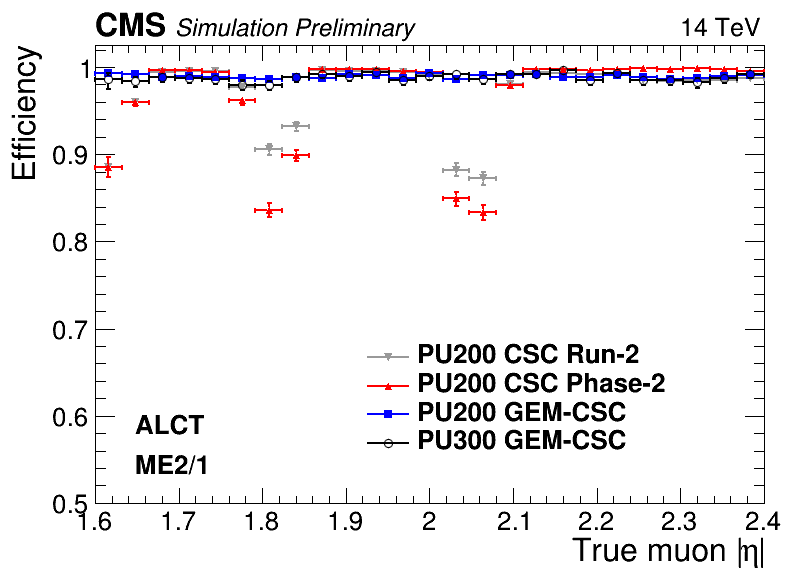 CMS Simulation Preliminary 14 TeV
Efficiency
1
0.9
0.8
0.7
0.6
0.5
PU200 CSC Run-2
PU200 CSC Phase-2
PU200 GEM-CSC
PU300 GEM-CSC
ALCT
ME2/1
1.6 1.7 1.8 1.9 2 2.1 2.2 2.3 2.4
True muon |η|